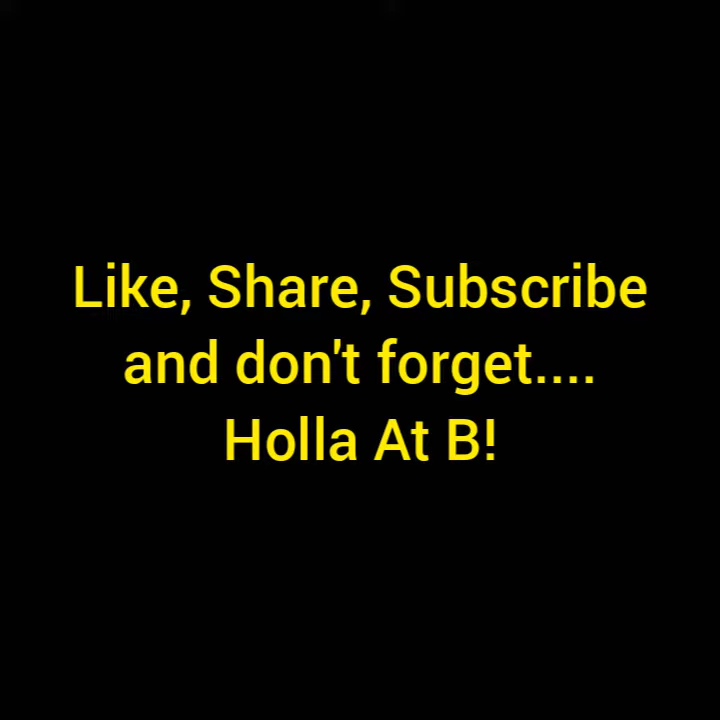 Like, Share, Subscribe
and don't forget....
Holla At B!